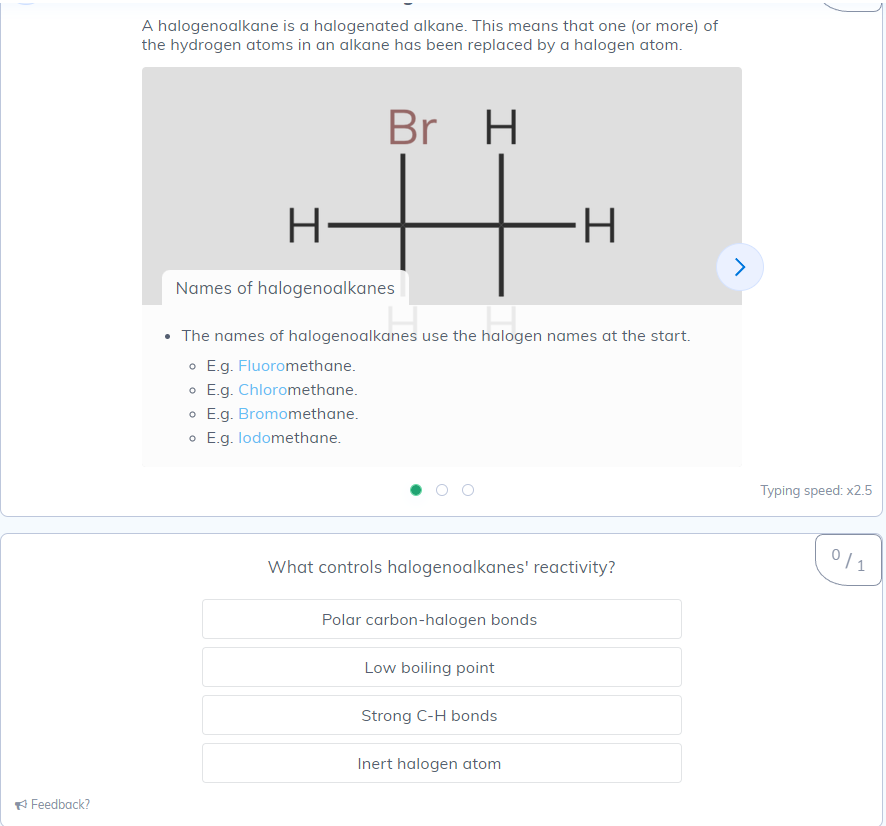 A halogenoalkane is a halogenated alkane. This means that one (or more) of
the hydrogen atoms in an alkane has been replaced by a halogen atom.
Br H
H H
Names of halogenoalkanes
H H
• The names of halogenoalkanes use the halogen names at the start.
◦ E.g. Fluoromethane.
◦ E.g. Chloromethane.
◦ E.g. Bromomethane.
◦ E.g. Iodomethane.
Typing speed: x2.5
0 / 1
What controls halogenoalkanes' reactivity?
Polar carbon-halogen bonds
Low boiling point
Strong C-H bonds
Inert halogen atom
Feedback?